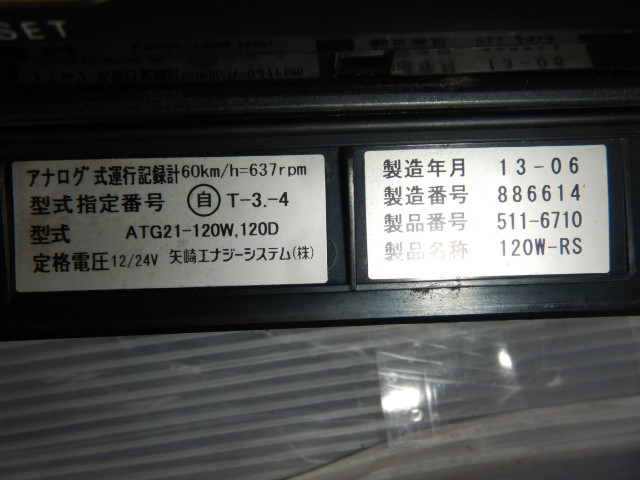 SET
アナログ式運行記録計60km/h=637rpm
型式指定番号 ㉂ T-3.-4
型式 ATG21-120W,120D
定格電圧12/24V 矢崎エナジーシステム(株)
製造年月 13-06
製造番号 886614
製品番号 511-6710
製品名称 120W-RS